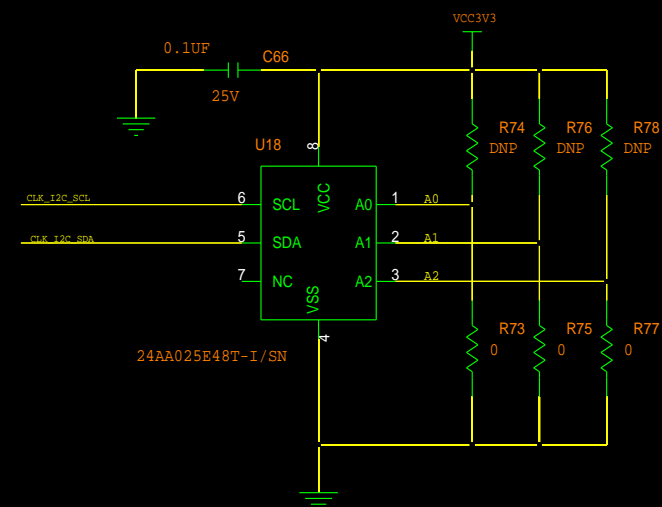 VCC3V3
0.1UF
C66
25V
R74
DNP
R76
DNP
R78
DNP
U18
8
VCC
CLK_I2C_SCL
6
SCL
A0
1
A0
CLK_I2C_SDA
5
SDA
A1
2
A1
7
NC
A2
3
A2
VSS
4
24AA025E48T-I/SN
R73
0
R75
0
R77
0